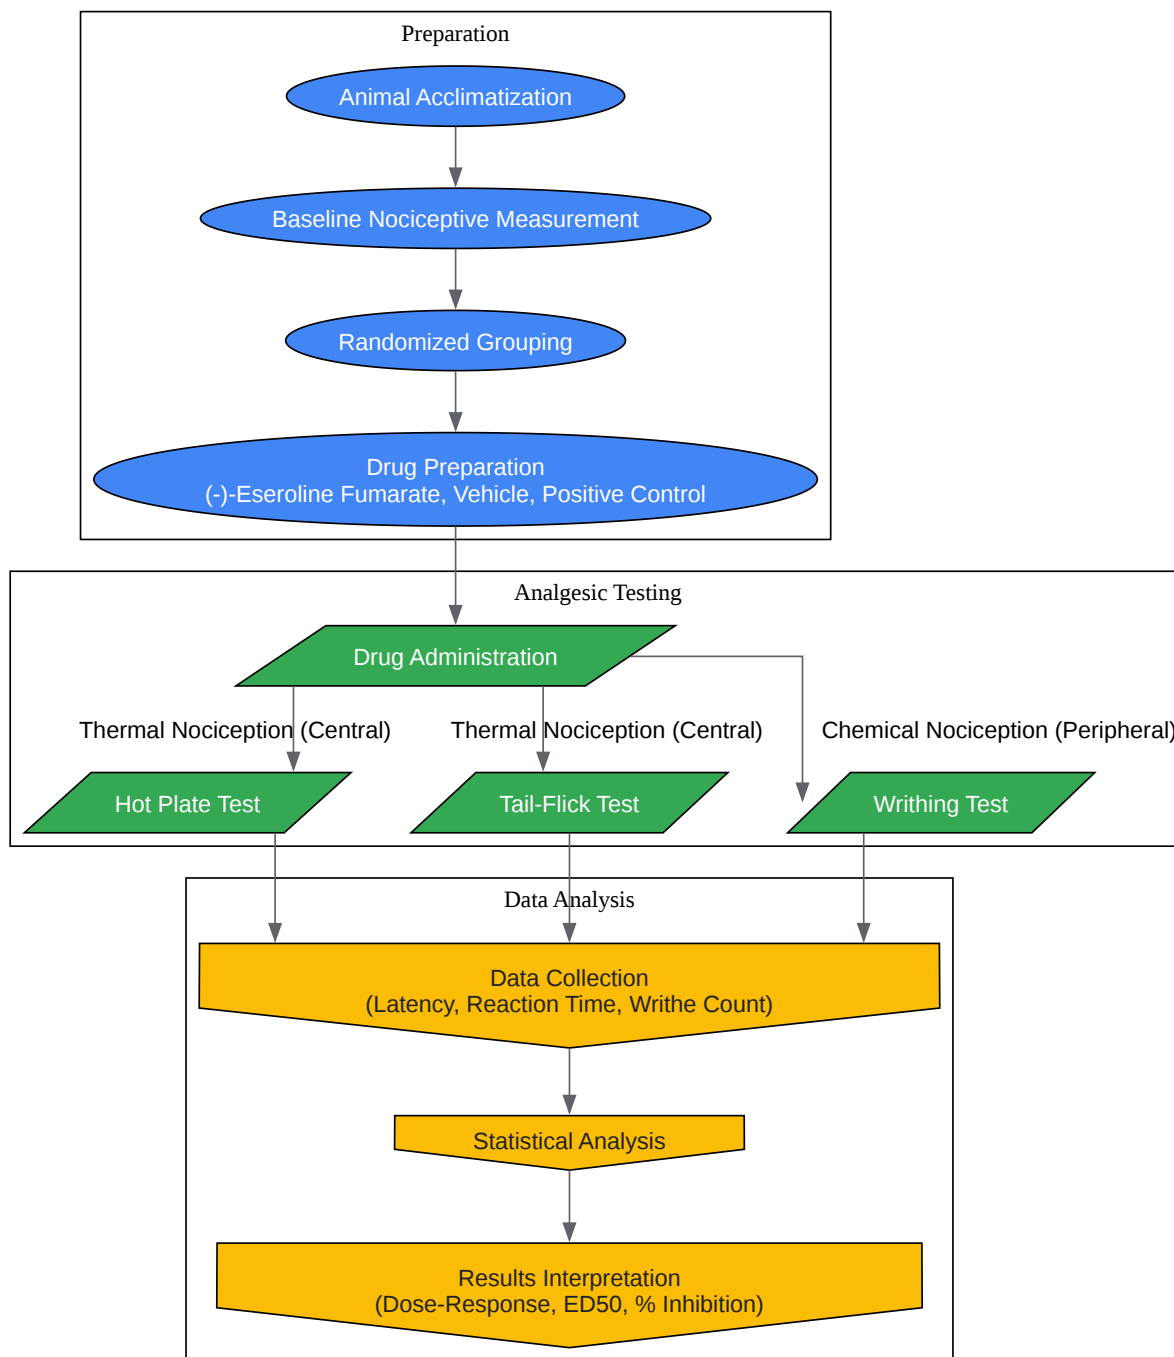 Preparation
Animal Acclimatization
Baseline Nociceptive Measurement
Randomized Grouping
Drug Preparation
(-)-Eseroline Fumarate, Vehicle, Positive Control
Analgesic Testing
Drug Administration
Thermal Nociception (Central)
Thermal Nociception (Central)
Chemical Nociception (Peripheral)
Hot Plate Test
Tail-Flick Test
Writhing Test
Data Analysis
Data Collection
(Latency, Reaction Time, Writhe Count)
Statistical Analysis
Results Interpretation
(Dose-Response, ED50, % Inhibition)